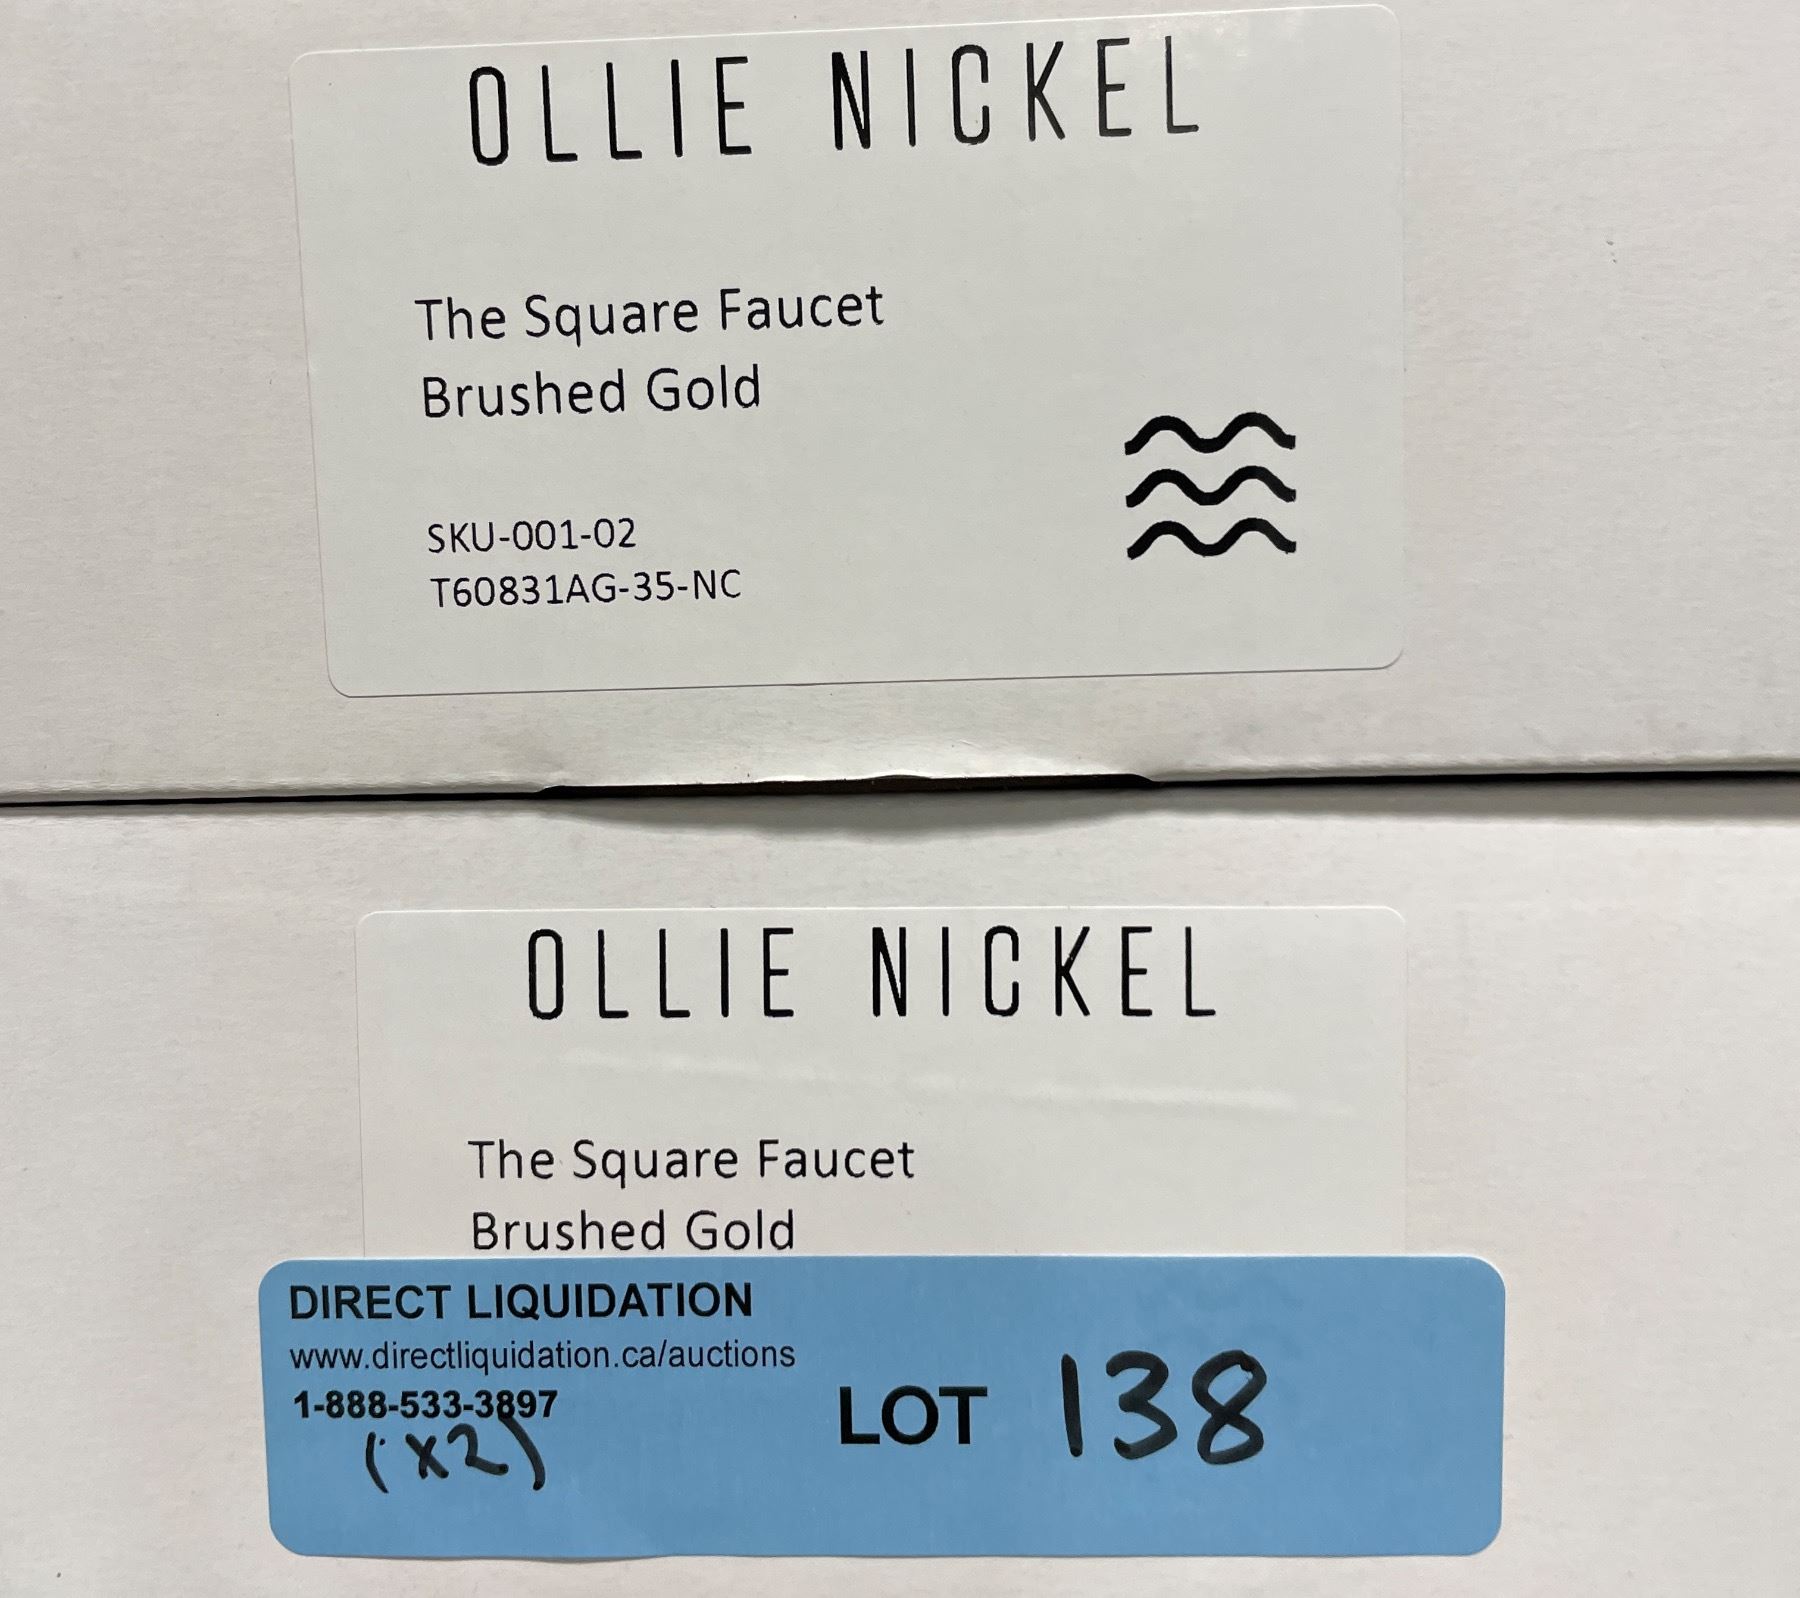 OLLIE NICKEL
The Square Faucet
Brushed Gold
SKU-001-02
T60831AG-35-NC
OLLIE NICKEL
The Square Faucet
Brushed Gold
DIRECT LIQUIDATION
www.directliquidation.ca/auctions
1-888-533-3897
(x2)
LOT 138